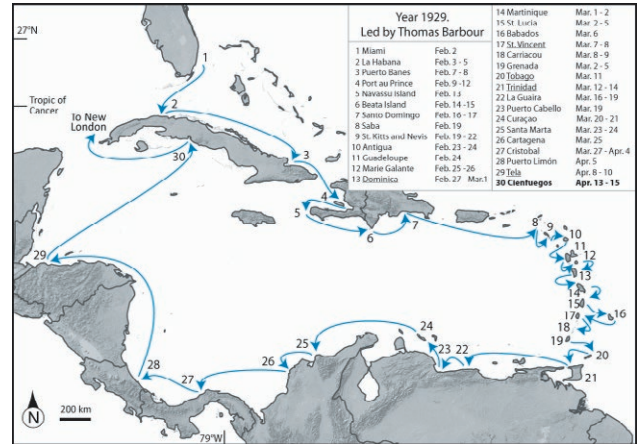 Year 1929.
Led by Thomas Barbour
1 Miami Feb. 2
2 La Habana Feb. 3 - 5
3 Puerto Banes Feb. 7 - 8
4 Port au Prince Feb. 9 -12
5 Navassu Island Feb. 13
6 Beata Island Feb. 14 -15
7 Santo Domingo Feb. 16 - 17
8 Saba Feb. 19
9 St. Kitts and Nevis Feb. 19 - 22
10 Antigua Feb. 23 - 24
11 Guadeloupe Feb. 24
12 Marie Galante Feb. 25 -26
13 Dominica Feb. 27 Mar.1
14 Martinique Mar. 1 - 2
15 St. Lucia Mar. 2 - 5
16 Babados Mar. 6
17 St. Vincent Mar. 7 - 8
18 Carriacou Mar. 8 - 9
19 Grenada Mar. 2 - 5
20 Tobago Mar. 11
21 Trinidad Mar. 12 - 14
22 La Guaira Mar. 16 - 19
23 Puerto Cabello Mar. 19
24 Curaçao Mar. 20 - 21
25 Santa Marta Mar. 23 - 24
26 Cartagena Mar. 25
27 Cristobal Mar. 27 - Apr. 4
28 Puerto Limón Apr. 5
29 Tela Apr. 8 - 10
30 Cienfuegos Apr. 13 - 15
27°N
Tropic of
Cancer
To New
London
1
2
3
4
5
6
7
8
9
10
11
12
13
14
15
16
17
18
19
20
21
22
23
24
25
26
27
28
29
30
N
200 km
79°W